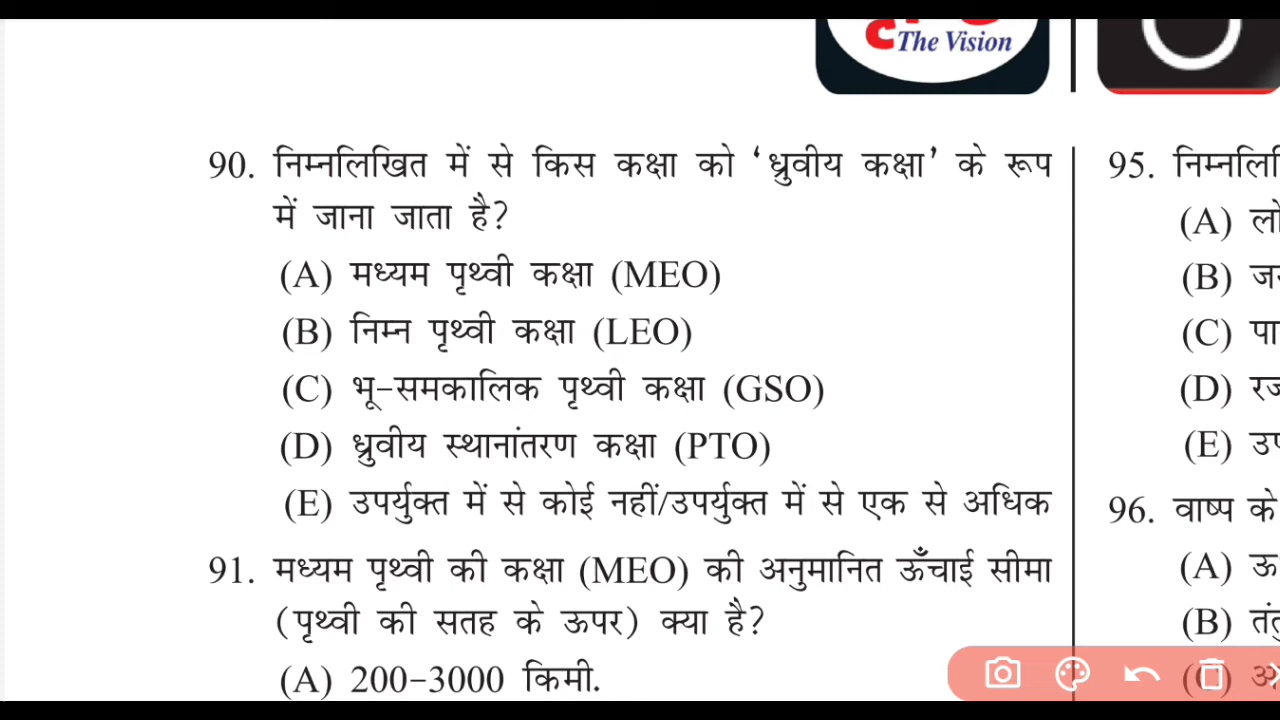 The Vision
90. निम्नलिखित में से किस कक्षा को ‘ध्रुवीय कक्षा’ के रूप
में जाना जाता है?
(A) मध्यम पृथ्वी कक्षा (MEO)
(B) निम्न पृथ्वी कक्षा (LEO)
(C) भू-समकालिक पृथ्वी कक्षा (GSO)
(D) ध्रुवीय स्थानांतरण कक्षा (PTO)
(E) उपर्युक्त में से कोई नहीं/उपर्युक्त में से एक से अधिक
91. मध्यम पृथ्वी की कक्षा (MEO) की अनुमानित ऊँचाई सीमा
(पृथ्वी की सतह के ऊपर) क्या है?
(A) 200-3000 किमी.
95.
(A)
(B)
(C)
(D)
(E)
96. वाष्प के
(A)
(B)
(C)